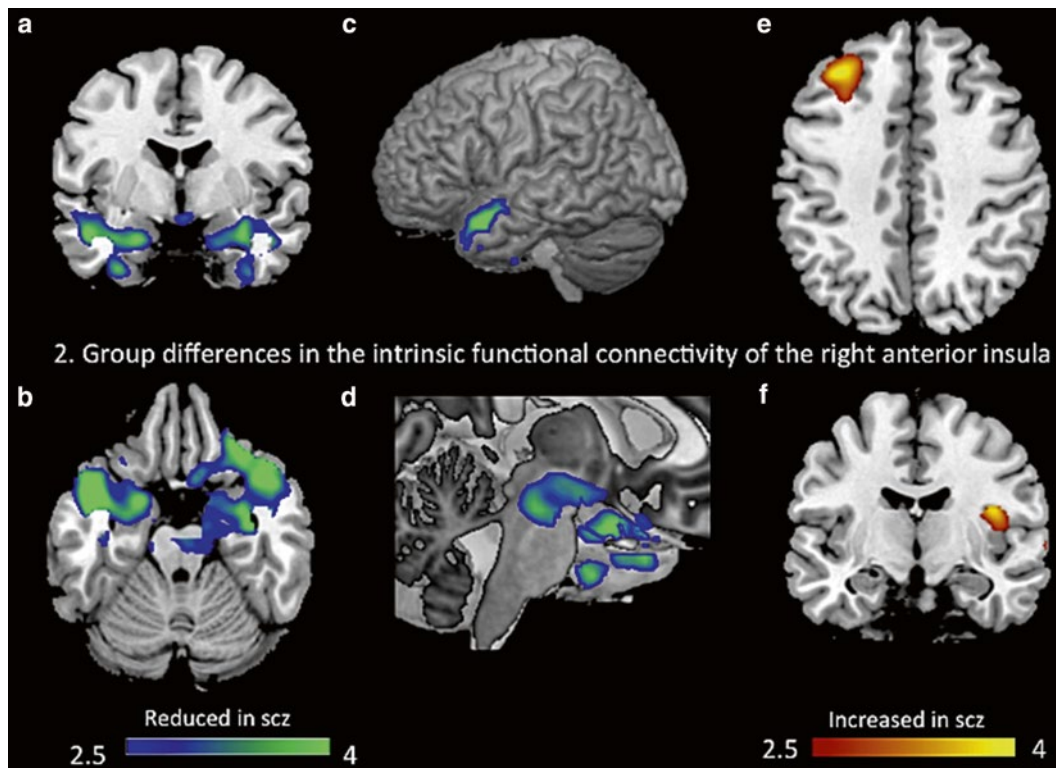 a
c
e
2. Group differences in the intrinsic functional connectivity of the right anterior insula
b
d
f
Reduced in scz
2.5 4
Increased in scz
2.5 4